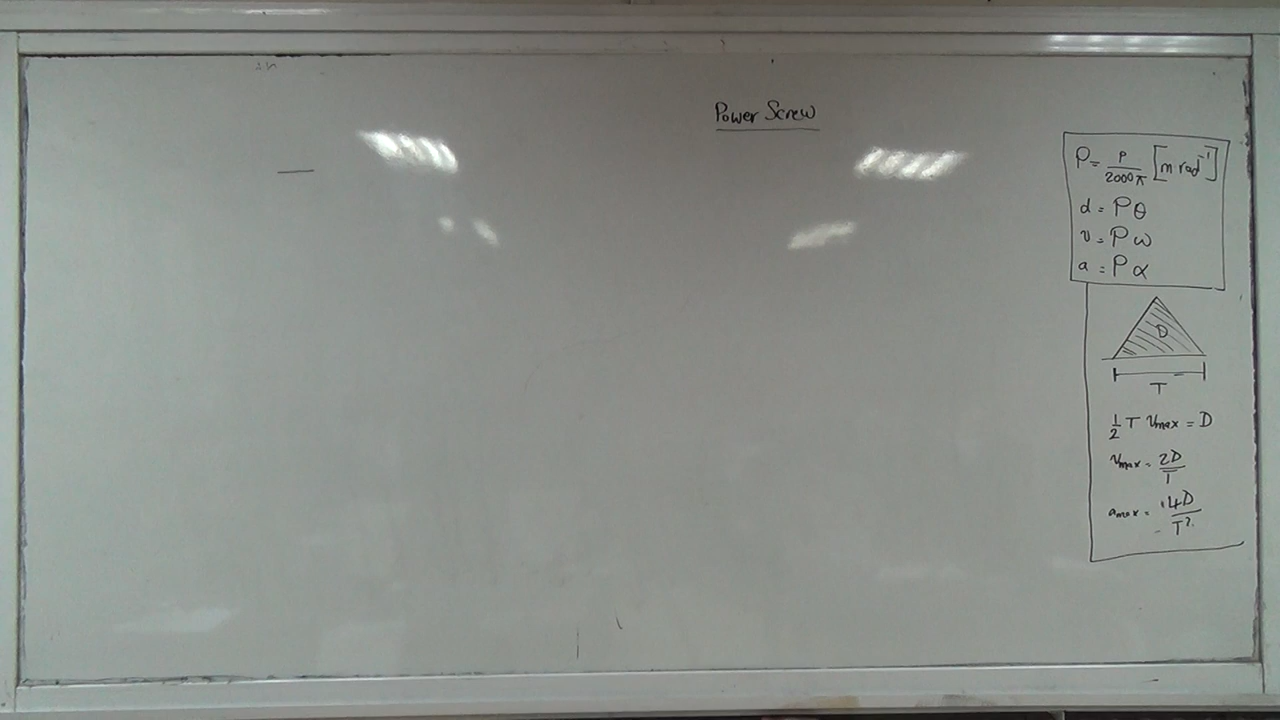 Power Screw
P = p/2000π [m rad⁻¹]
d = Pθ
v = Pω
a = Pα
D
T
1/2 T vmax = D
vmax = 2D/T
amax = 4D/T²